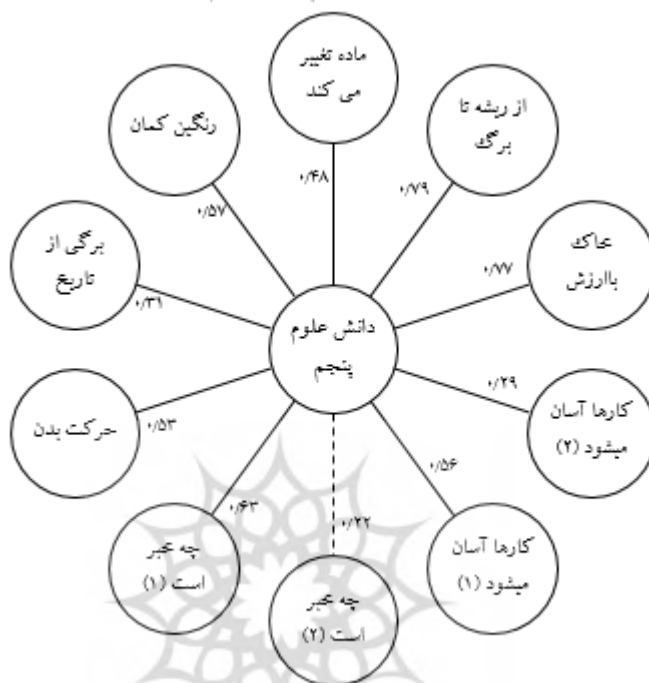 ماده تغییر
می کند
۰/۴۸
از ریشه تا
برگ
۰/۷۹
خاک
باارزش
۰/۷۷
کارها آسان
میشود (۲)
۰/۲۹
کارها آسان
میشود (۱)
۰/۵۶
چه خبر
است (۲)
۰/۲۲
چه خبر
است (۱)
۰/۶۳
حرکت بدن
۰/۵۳
برگی از
تاریخ
۰/۳۱
رنگین کمان
۰/۵۷
دانش علوم
پنجم